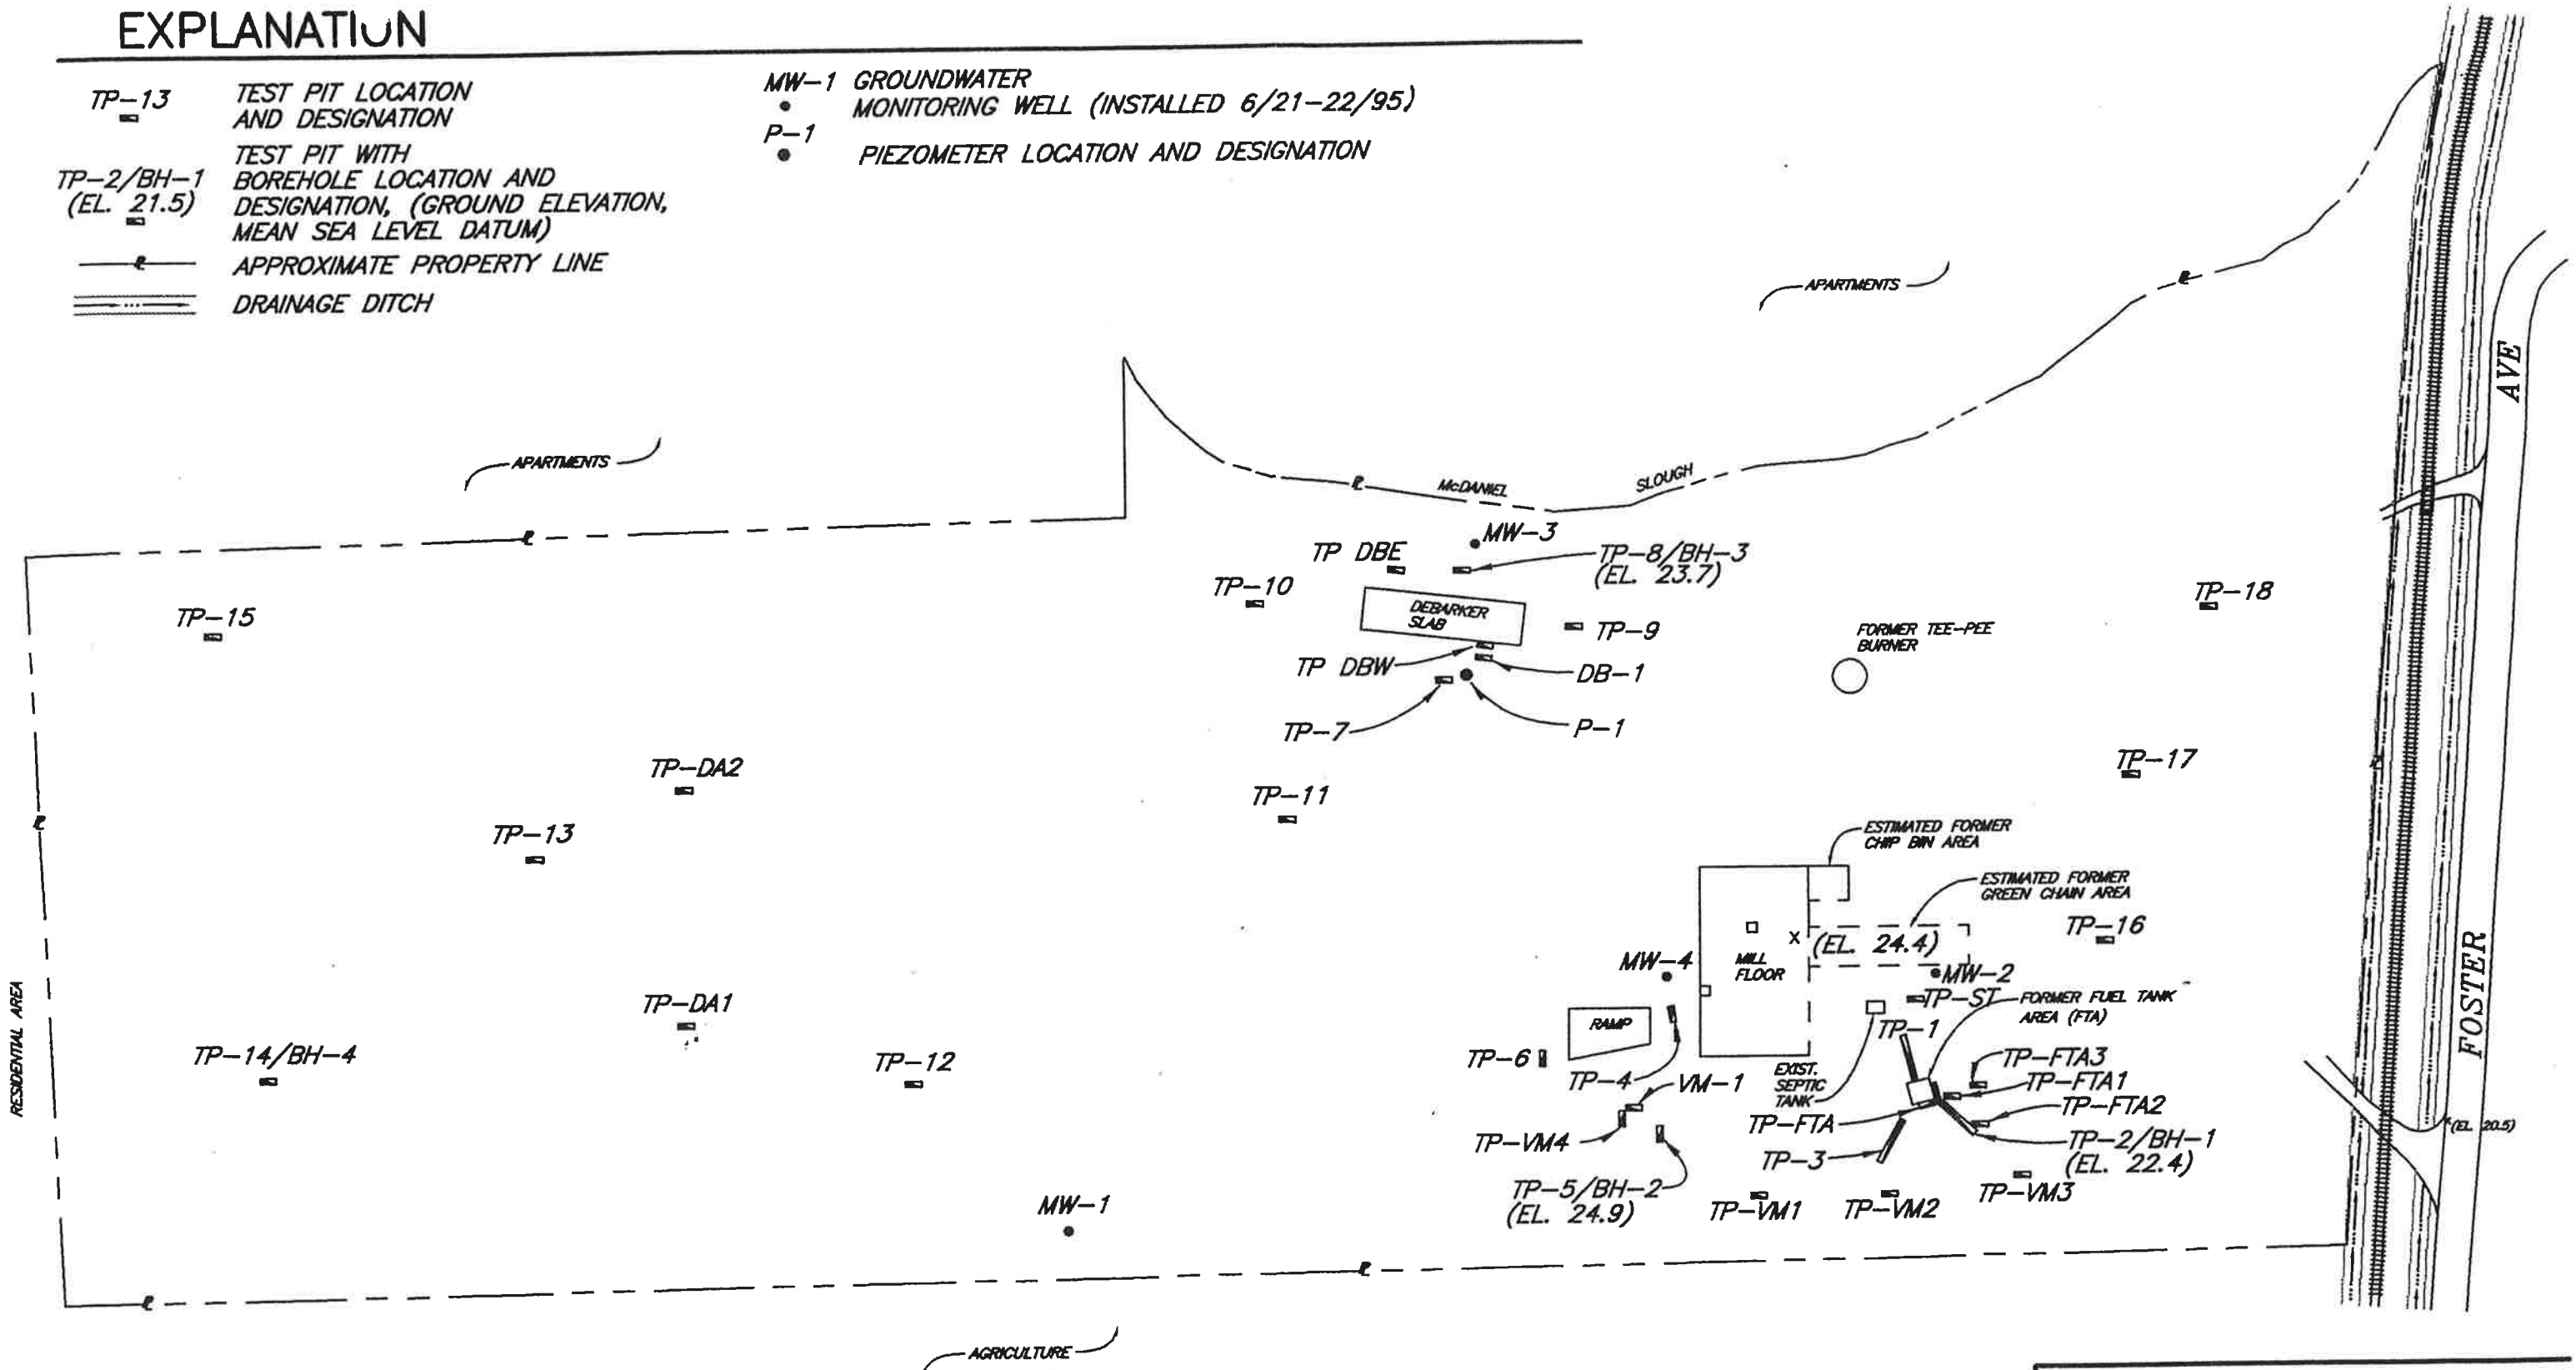 EXPLANATION
TP-13
TEST PIT LOCATION
AND DESIGNATION
TP-2/BH-1
(EL. 21.5)
TEST PIT WITH
BOREHOLE LOCATION AND
DESIGNATION, (GROUND ELEVATION,
MEAN SEA LEVEL DATUM)
APPROXIMATE PROPERTY LINE
DRAINAGE DITCH
MW-1 GROUNDWATER
MONITORING WELL (INSTALLED 6/21-22/95)
P-1
PIEZOMETER LOCATION AND DESIGNATION
APARTMENTS
APARTMENTS
McDANIEL SLOUGH
AVE
FOSTER
MW-3
TP DBE
TP-8/BH-3
(EL. 23.7)
TP-10
DEBARKER
SLAB
TP-9
TP-18
TP-15
FORMER TEE-PEE
BURNER
TP DBW
DB-1
TP-7
P-1
TP-DA2
TP-17
TP-11
TP-13
ESTIMATED FORMER
CHIP BIN AREA
ESTIMATED FORMER
GREEN CHAIN AREA
TP-16
X (EL. 24.4)
MILL
FLOOR
MW-4
MW-2
TP-ST
FORMER FUEL TANK
AREA (FTA)
RESIDENTIAL AREA
TP-DA1
RAMP
TP-1
TP-14/BH-4
TP-12
TP-6
TP-4
VM-1
EXIST.
SEPTIC
TANK
TP-FTA3
TP-FTA1
TP-FTA2
TP-FTA
TP-VM4
TP-2/BH-1
(EL. 22.4)
x(EL. 20.5)
TP-3
TP-5/BH-2
(EL. 24.9)
TP-VM1
TP-VM2
TP-VM3
MW-1
AGRICULTURE